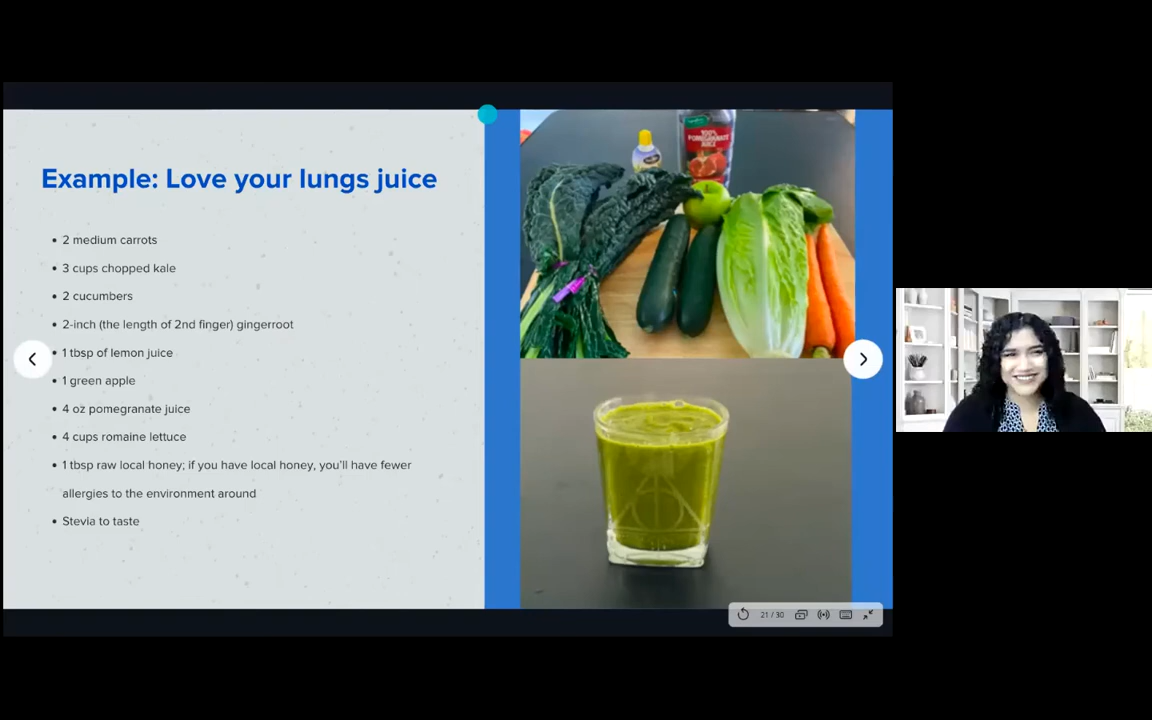 Example: Love your lungs juice
• 2 medium carrots
• 3 cups chopped kale
• 2 cucumbers
• 2-inch (the length of 2nd finger) gingerroot
• 1 tbsp of lemon juice
• 1 green apple
• 4 oz pomegranate juice
• 4 cups romaine lettuce
• 1 tbsp raw local honey; if you have local honey, you'll have fewer
allergies to the environment around
• Stevia to taste
100%
POMEGRANATE
JUICE
21 / 30